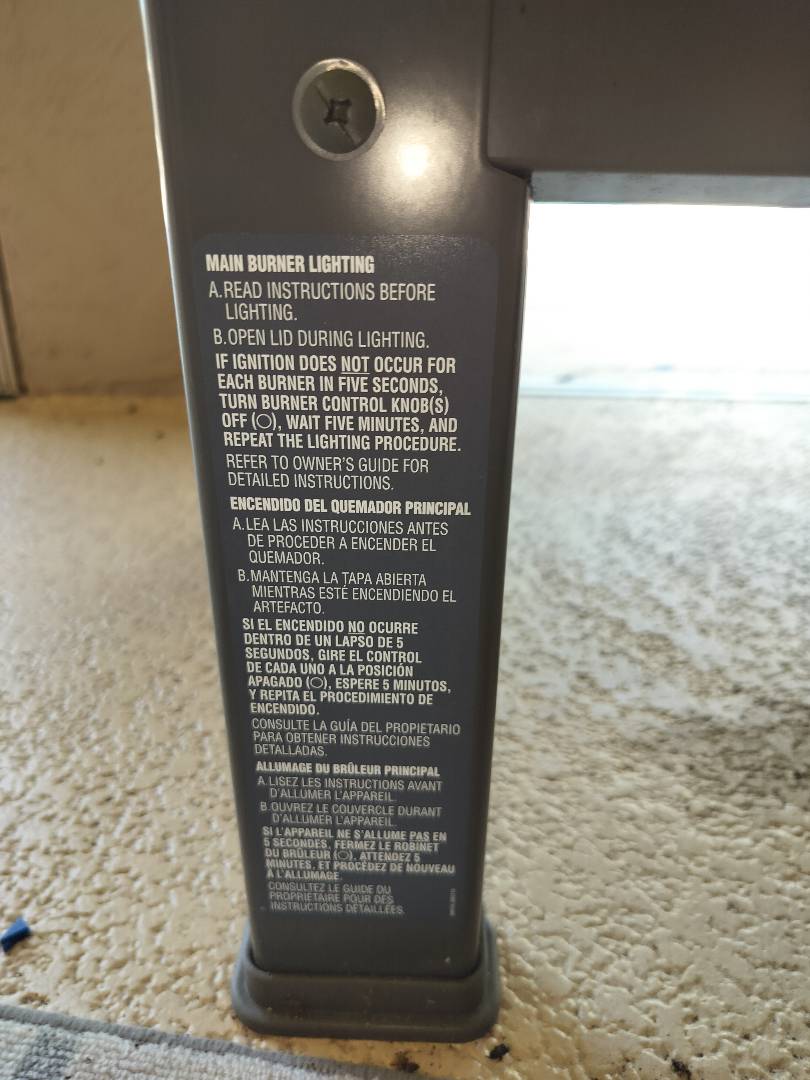 MAIN BURNER LIGHTING
A. READ INSTRUCTIONS BEFORE
LIGHTING.
B. OPEN LID DURING LIGHTING.
IF IGNITION DOES NOT OCCUR FOR
EACH BURNER IN FIVE SECONDS,
TURN BURNER CONTROL KNOB(S)
OFF (○), WAIT FIVE MINUTES, AND
REPEAT THE LIGHTING PROCEDURE.
REFER TO OWNER'S GUIDE FOR
DETAILED INSTRUCTIONS.
ENCENDIDO DEL QUEMADOR PRINCIPAL
A. LEA LAS INSTRUCCIONES ANTES
DE PROCEDER A ENCENDER EL
QUEMADOR.
B. MANTENGA LA TAPA ABIERTA
MIENTRAS ESTÉ ENCENDIENDO EL
ARTEFACTO.
SI EL ENCENDIDO NO OCURRE
DENTRO DE UN LAPSO DE 5
SEGUNDOS, GIRE EL CONTROL
DE CADA UNO A LA POSICIÓN
APAGADO (○), ESPERE 5 MINUTOS,
Y REPITA EL PROCEDIMIENTO DE
ENCENDIDO.
CONSULTE LA GUÍA DEL PROPIETARIO
PARA OBTENER INSTRUCCIONES
DETALLADAS.
ALLUMAGE DU BRÛLEUR PRINCIPAL
A. LISEZ LES INSTRUCTIONS AVANT
D'ALLUMER L'APPAREIL.
B. OUVREZ LE COUVERCLE DURANT
D'ALLUMER L'APPAREIL.
SI L'APPAREIL NE S'ALLUME PAS EN
5 SECONDES, FERMEZ LE ROBINET
DU BRÛLEUR (○), ATTENDEZ 5
MINUTES, ET PROCÉDEZ DE NOUVEAU
À L'ALLUMAGE.
CONSULTEZ LE GUIDE DU
PROPRIÉTAIRE POUR DES
INSTRUCTIONS DÉTAILLÉES.